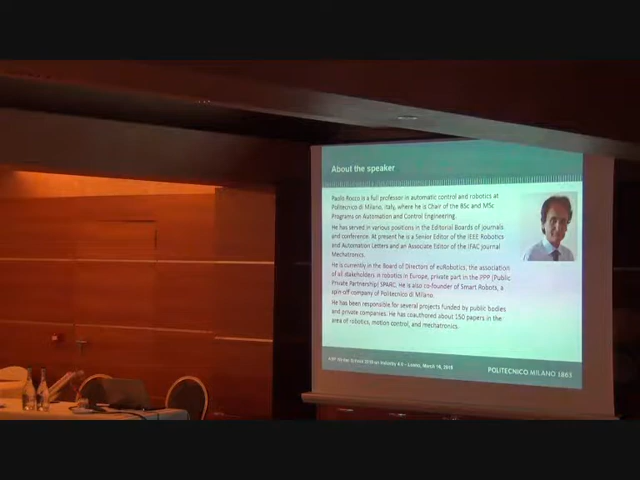 About the speaker
Paolo Rocco is a full professor in automatic control and robotics at
Politecnico di Milano, Italy, where he is Chair of the BSc and MSc
Programs on Automation and Control Engineering.
He has served in various positions in the Editorial Boards of journals
and conference. At present he is a Senior Editor of the IEEE Robotics
and Automation Letters and an Associate Editor of the IFAC journal
Mechatronics.
He is currently in the Board of Directors of euRobotics, the association
of all stakeholders in robotics in Europe, private part in the PPP (Public
Private Partnership) SPARC. He is also co-founder of Smart Robots, a
spin off company of Politecnico di Milano.
He has been responsible for several projects funded by public bodies
and private companies. He has coauthored about 150 papers in the
area of robotics, motion control, and mechatronics.
4.0 – March 16, 2018
POLITECNICO MILANO 1863